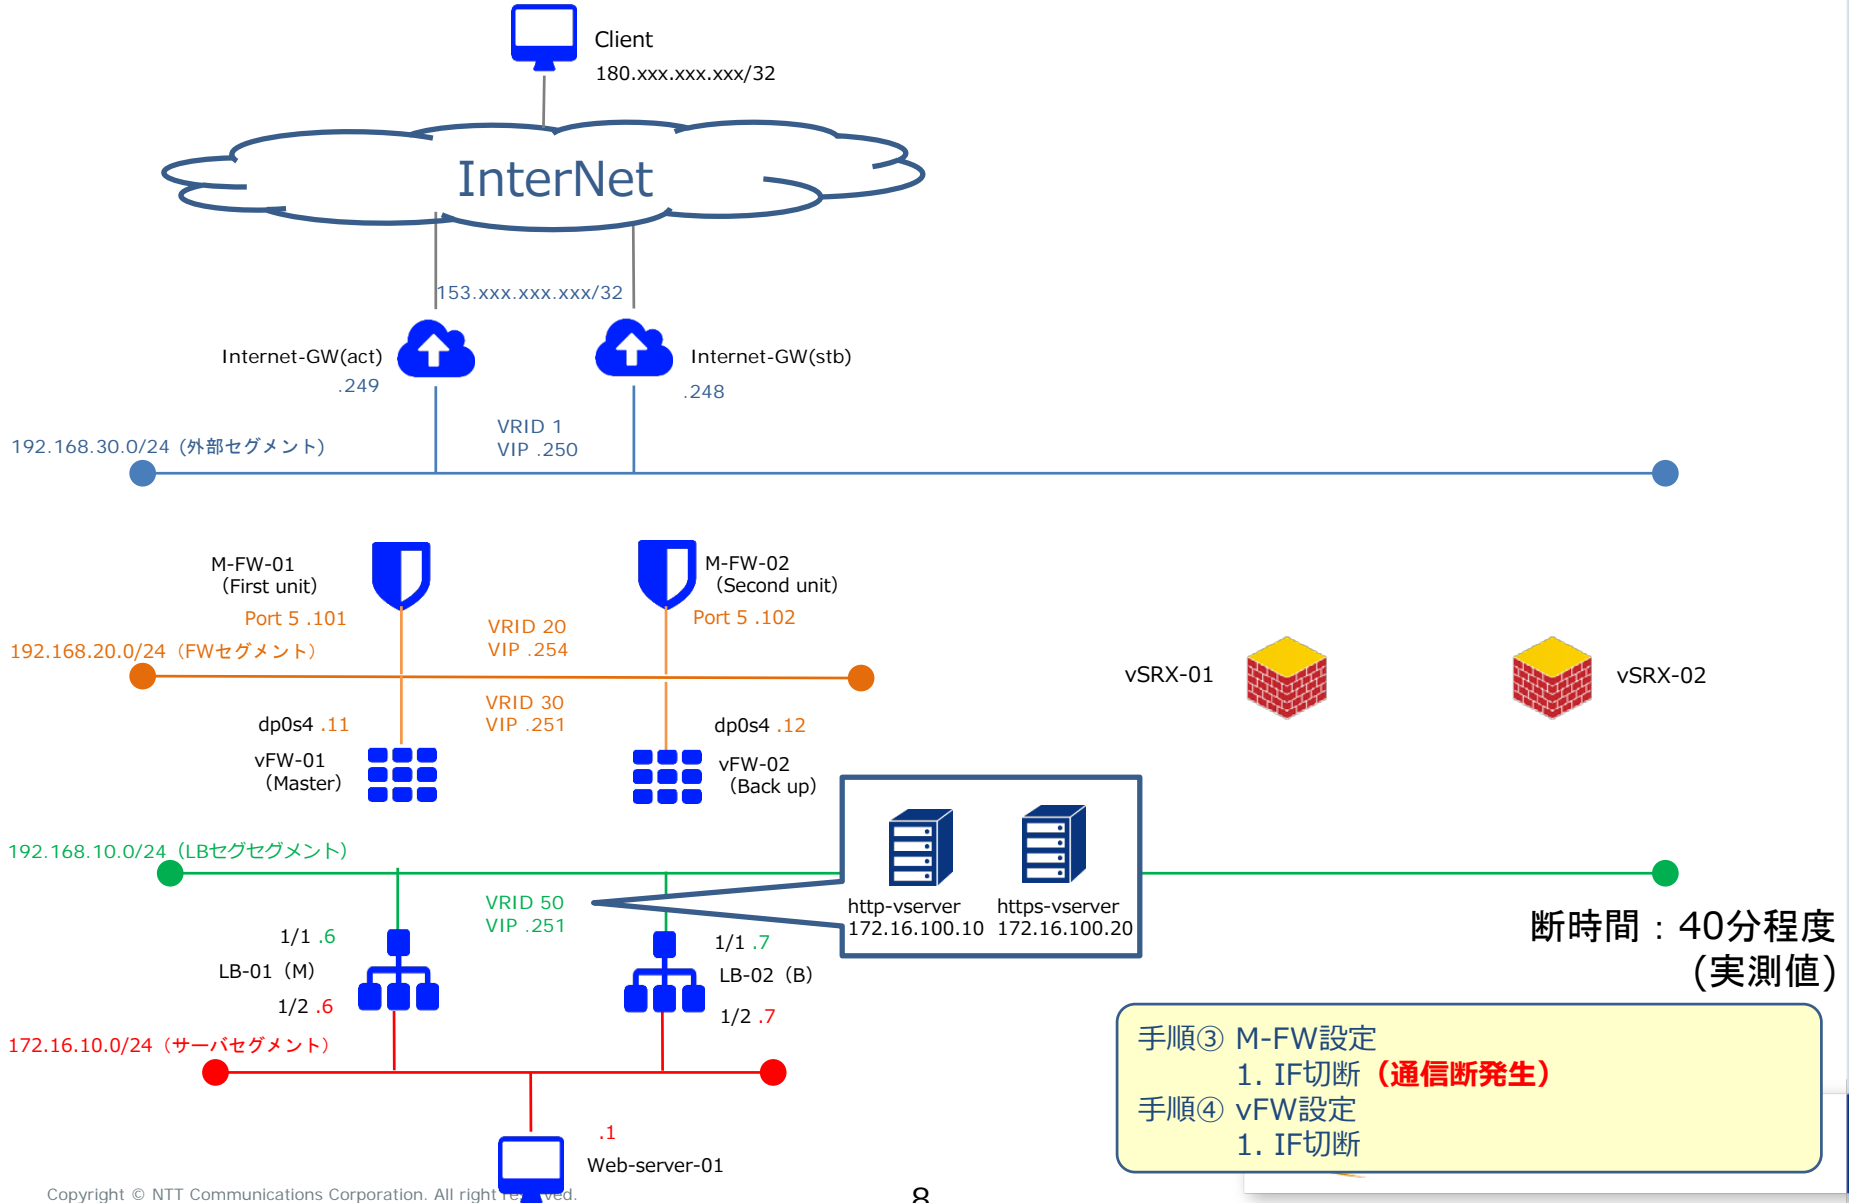 Client
180.xxx.xxx.xxx/32
InterNet
153.xxx.xxx.xxx/32
Internet-GW(act)
.249
Internet-GW(stb)
.248
VRID 1
VIP .250
192.168.30.0/24 (外部セグメント)
M-FW-01
(First unit)
Port 5 .101
M-FW-02
(Second unit)
Port 5 .102
VRID 20
VIP .254
192.168.20.0/24 (FWセグメント)
VRID 30
VIP .251
dp0s4 .11
vFW-01
(Master)
dp0s4 .12
vFW-02
(Back up)
vSRX-01
vSRX-02
192.168.10.0/24 (LBセグセグメント)
VRID 50
VIP .251
http-vserver
172.16.100.10
https-vserver
172.16.100.20
1/1 .6
LB-01 (M)
1/2 .6
1/1 .7
LB-02 (B)
1/2 .7
断時間：40分程度
(実測値)
172.16.10.0/24 (サーバセグメント)
手順③ M-FW設定
1. IF切断 (通信断発生)
手順④ vFW設定
1. IF切断
.1
Web-server-01
Copyright © NTT Communications Corporation. All right
8